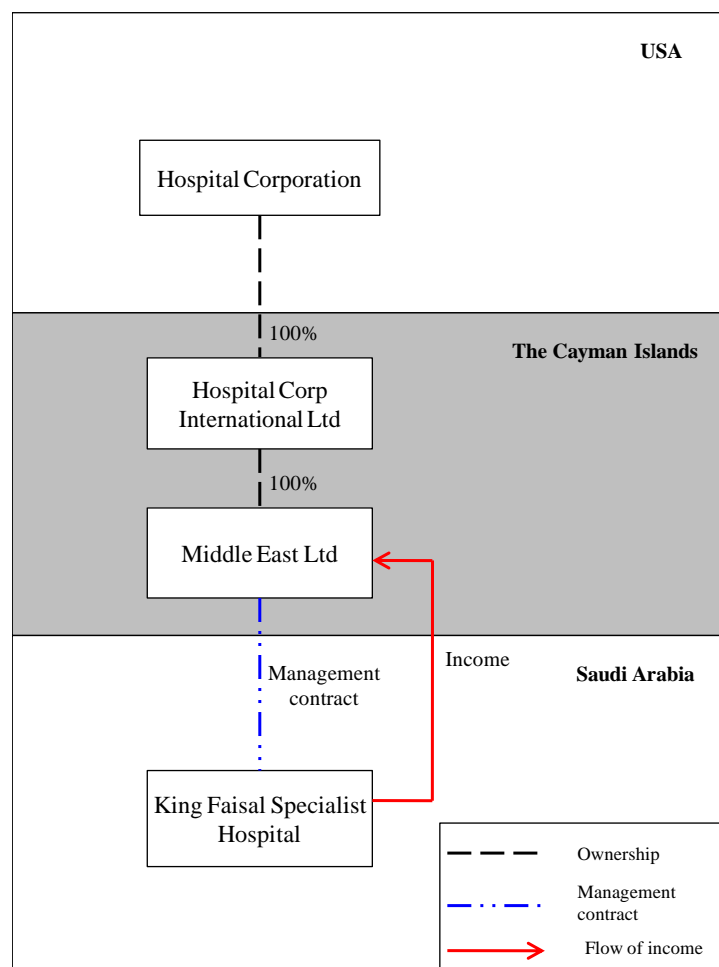 USA
Hospital Corporation
100%
The Cayman Islands
Hospital Corp
International Ltd
100%
Middle East Ltd
Income
Management
contract
Saudi Arabia
King Faisal Specialist
Hospital
Ownership
Management
contract
Flow of income